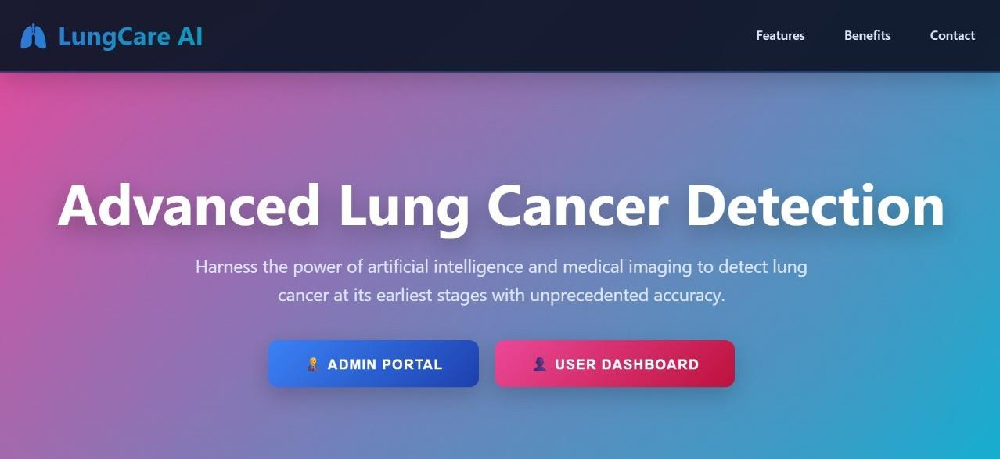 LungCare AI
Features
Benefits
Contact
Advanced Lung Cancer Detection
Harness the power of artificial intelligence and medical imaging to detect lung
cancer at its earliest stages with unprecedented accuracy.
ADMIN PORTAL
USER DASHBOARD